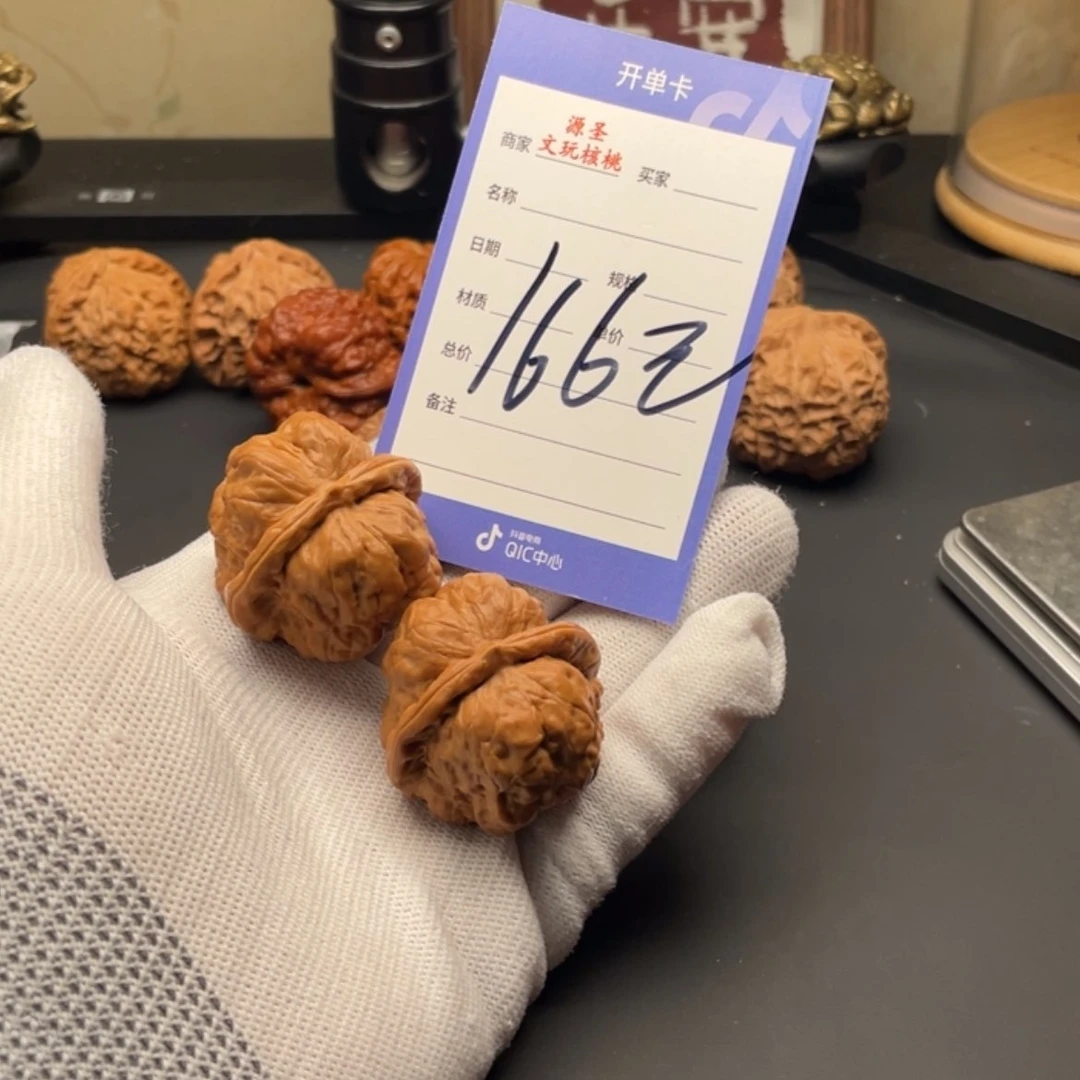 开单卡
源圣
商家 文玩核桃 买家
名称
日期 规格
材质 单价
166元
总价
备注
抖音电商
QIC中心